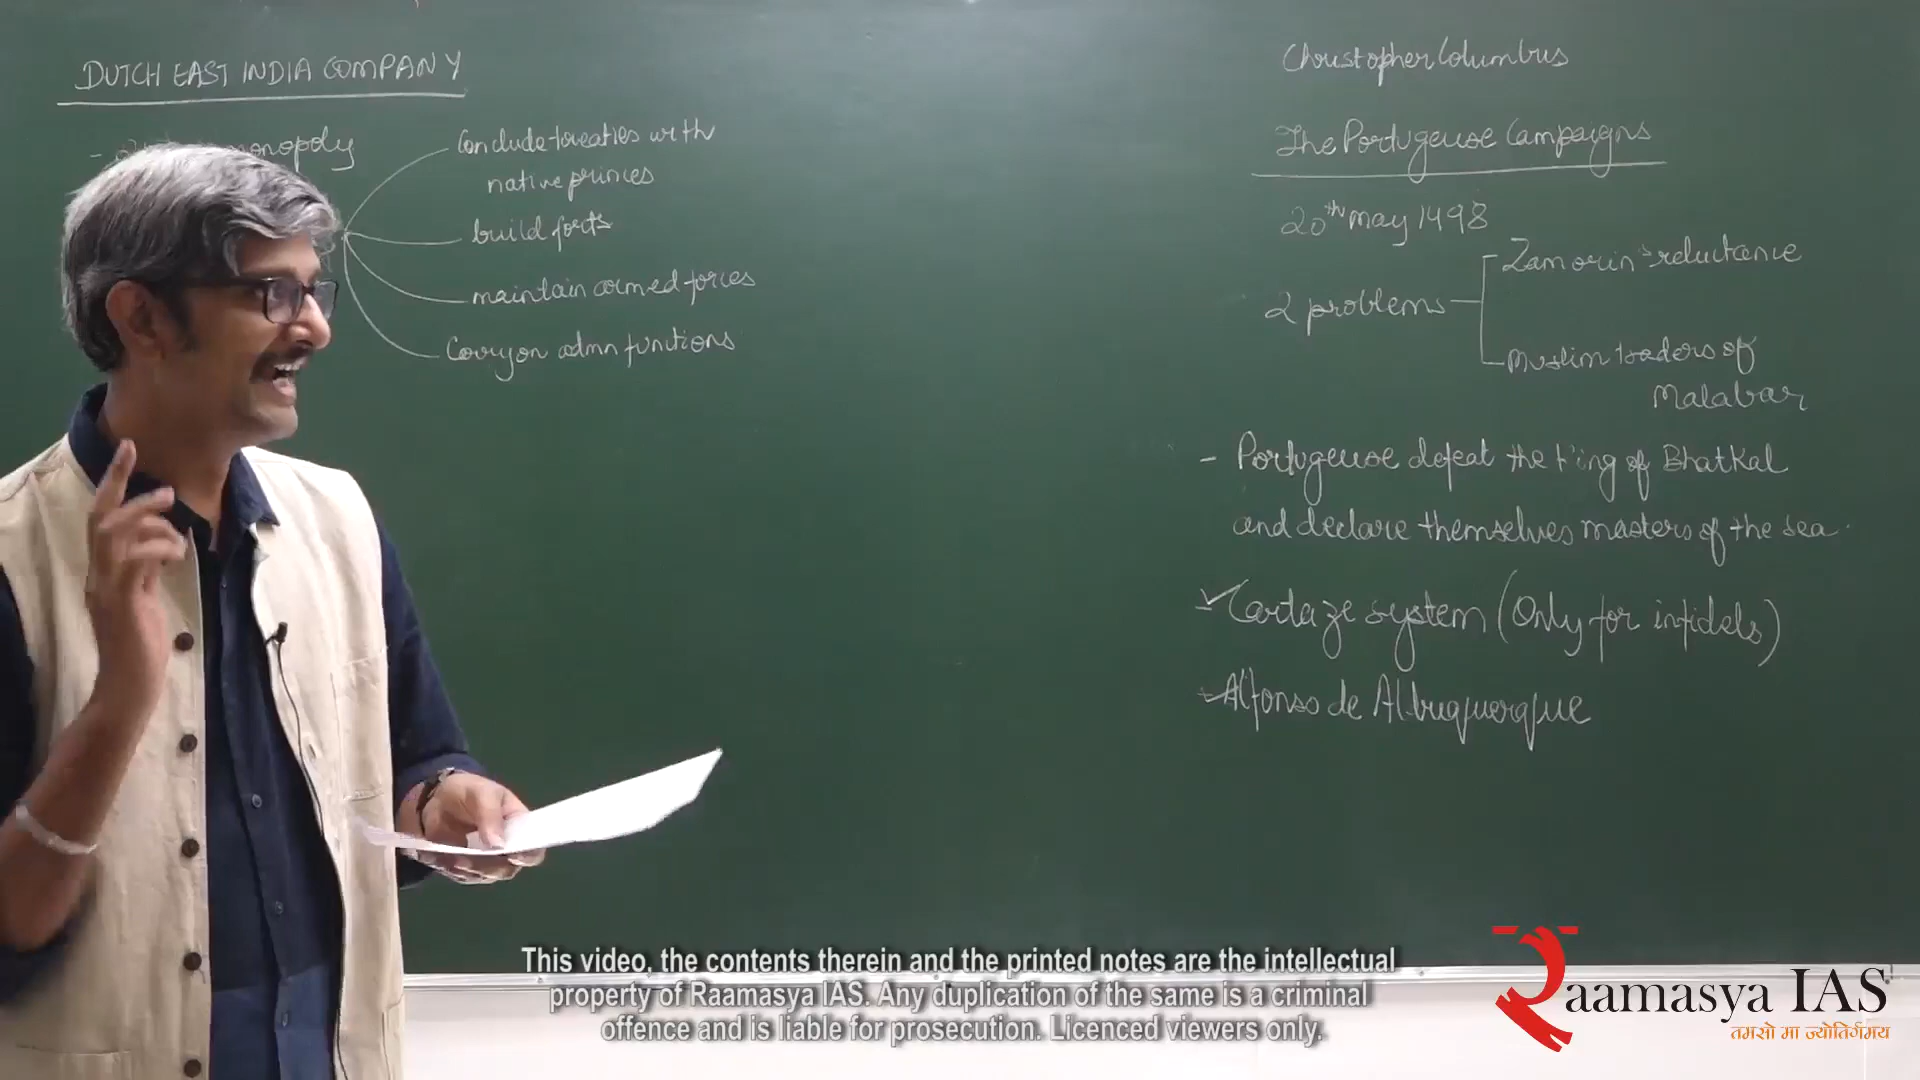 DUTCH EAST INDIA COMPANY
- monopoly
Conclude treaties with
native princes
build forts
maintain armed forces
Carry on admn functions
Christopher Columbus
The Portugeuse Campaigns
20th May 1498
2 problems
Zamorin's reluctance
Muslim traders of
Malabar
- Portugeuse defeat the king of Bhatkal
and declare themselves masters of the sea.
Cartaze system (Only for infidels)
Alfonso de Albuquerque
This video, the contents therein and the printed notes are the intellectual
property of Raamasya IAS. Any duplication of the same is a criminal
offence and is liable for prosecution. Licenced viewers only.
Raamasya IAS
तमसो मा ज्योतिर्गमय